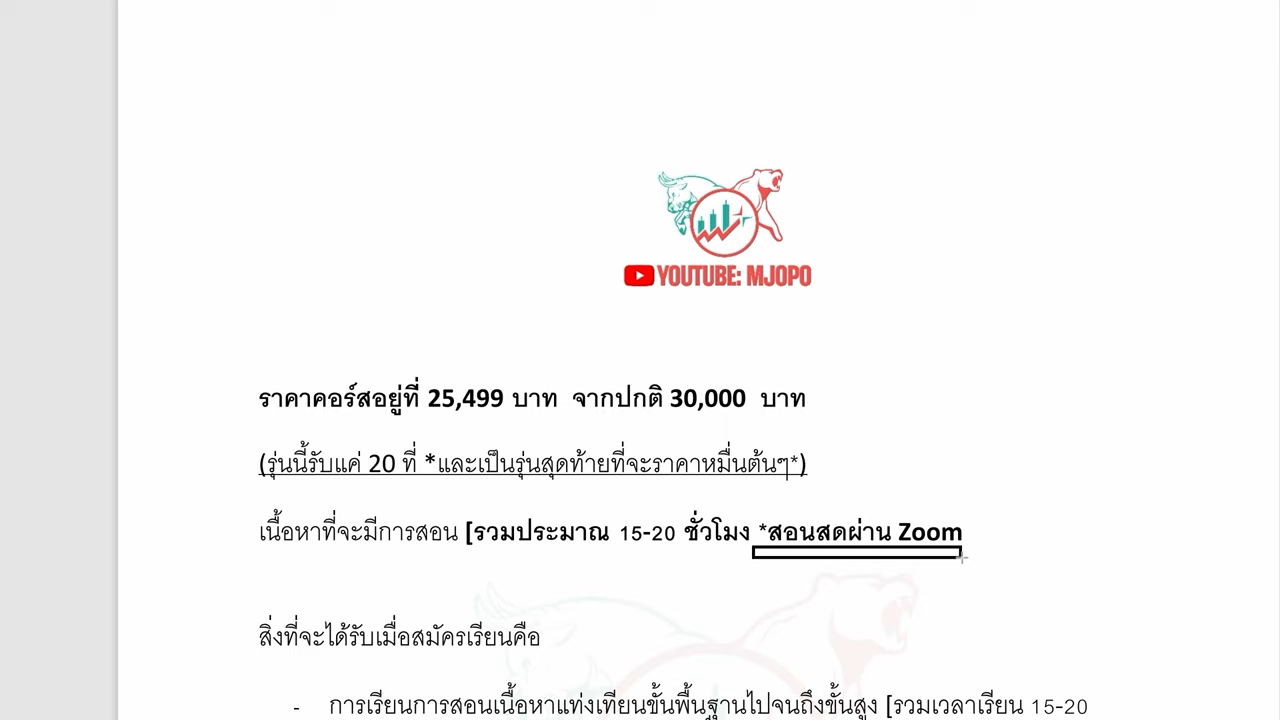 YOUTUBE: MJOPO
ราคาคอร์สอยู่ที่ 25,499 บาท  จากปกติ 30,000  บาท
(รุ่นนี้รับแค่ 20 ที่ *และเป็นรุ่นสุดท้ายที่จะราคาหมื่นต้นๆ*)
เนื้อหาที่จะมีการสอน [รวมประมาณ 15-20 ชั่วโมง *สอนสดผ่าน Zoom
สิ่งที่จะได้รับเมื่อสมัครเรียนคือ
- การเรียนการสอนเนื้อหาแท่งเทียนขั้นพื้นฐานไปจนถึงขั้นสูง [รวมเวลาเรียน 15-20